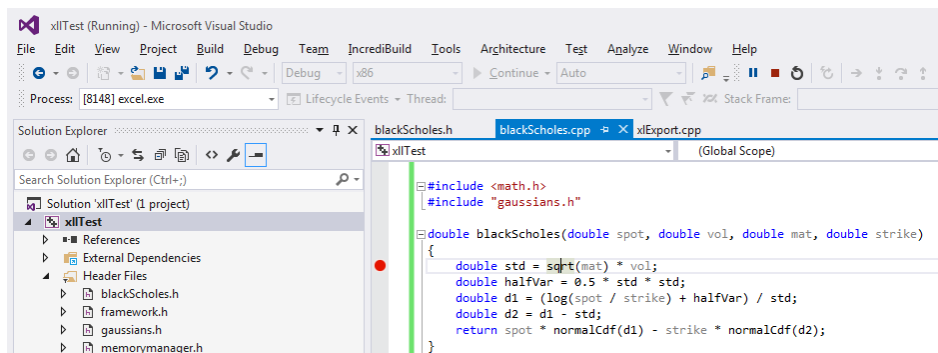 xllTest (Running) - Microsoft Visual Studio
File Edit View Project Build Debug Team IncrediBuild Tools Architecture Test Analyze Window Help
Debug x86 Continue Auto
Process: [8148] excel.exe Lifecycle Events Thread: Stack Frame:
Solution Explorer
Search Solution Explorer (Ctrl+;)
Solution 'xllTest' (1 project)
xllTest
References
External Dependencies
Header Files
blackScholes.h
framework.h
gaussians.h
memorymanager.h
blackScholes.h blackScholes.cpp xlExport.cpp
xllTest (Global Scope)
#include <math.h>
#include "gaussians.h"
double blackScholes(double spot, double vol, double mat, double strike)
{
double std = sqrt(mat) * vol;
double halfVar = 0.5 * std * std;
double d1 = (log(spot / strike) + halfVar) / std;
double d2 = d1 - std;
return spot * normalCdf(d1) - strike * normalCdf(d2);
}